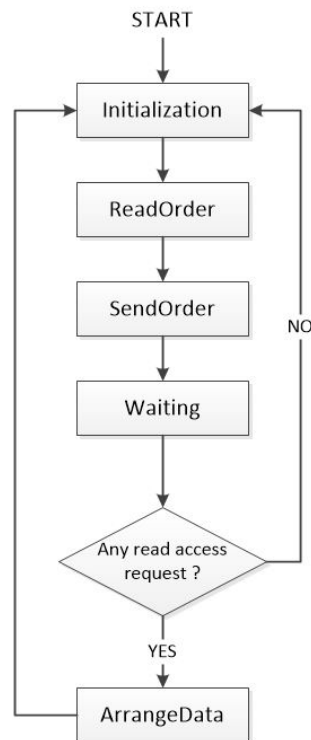 START
Initialization
ReadOrder
SendOrder
NO
Waiting
Any read access
request ?
YES
ArrangeData